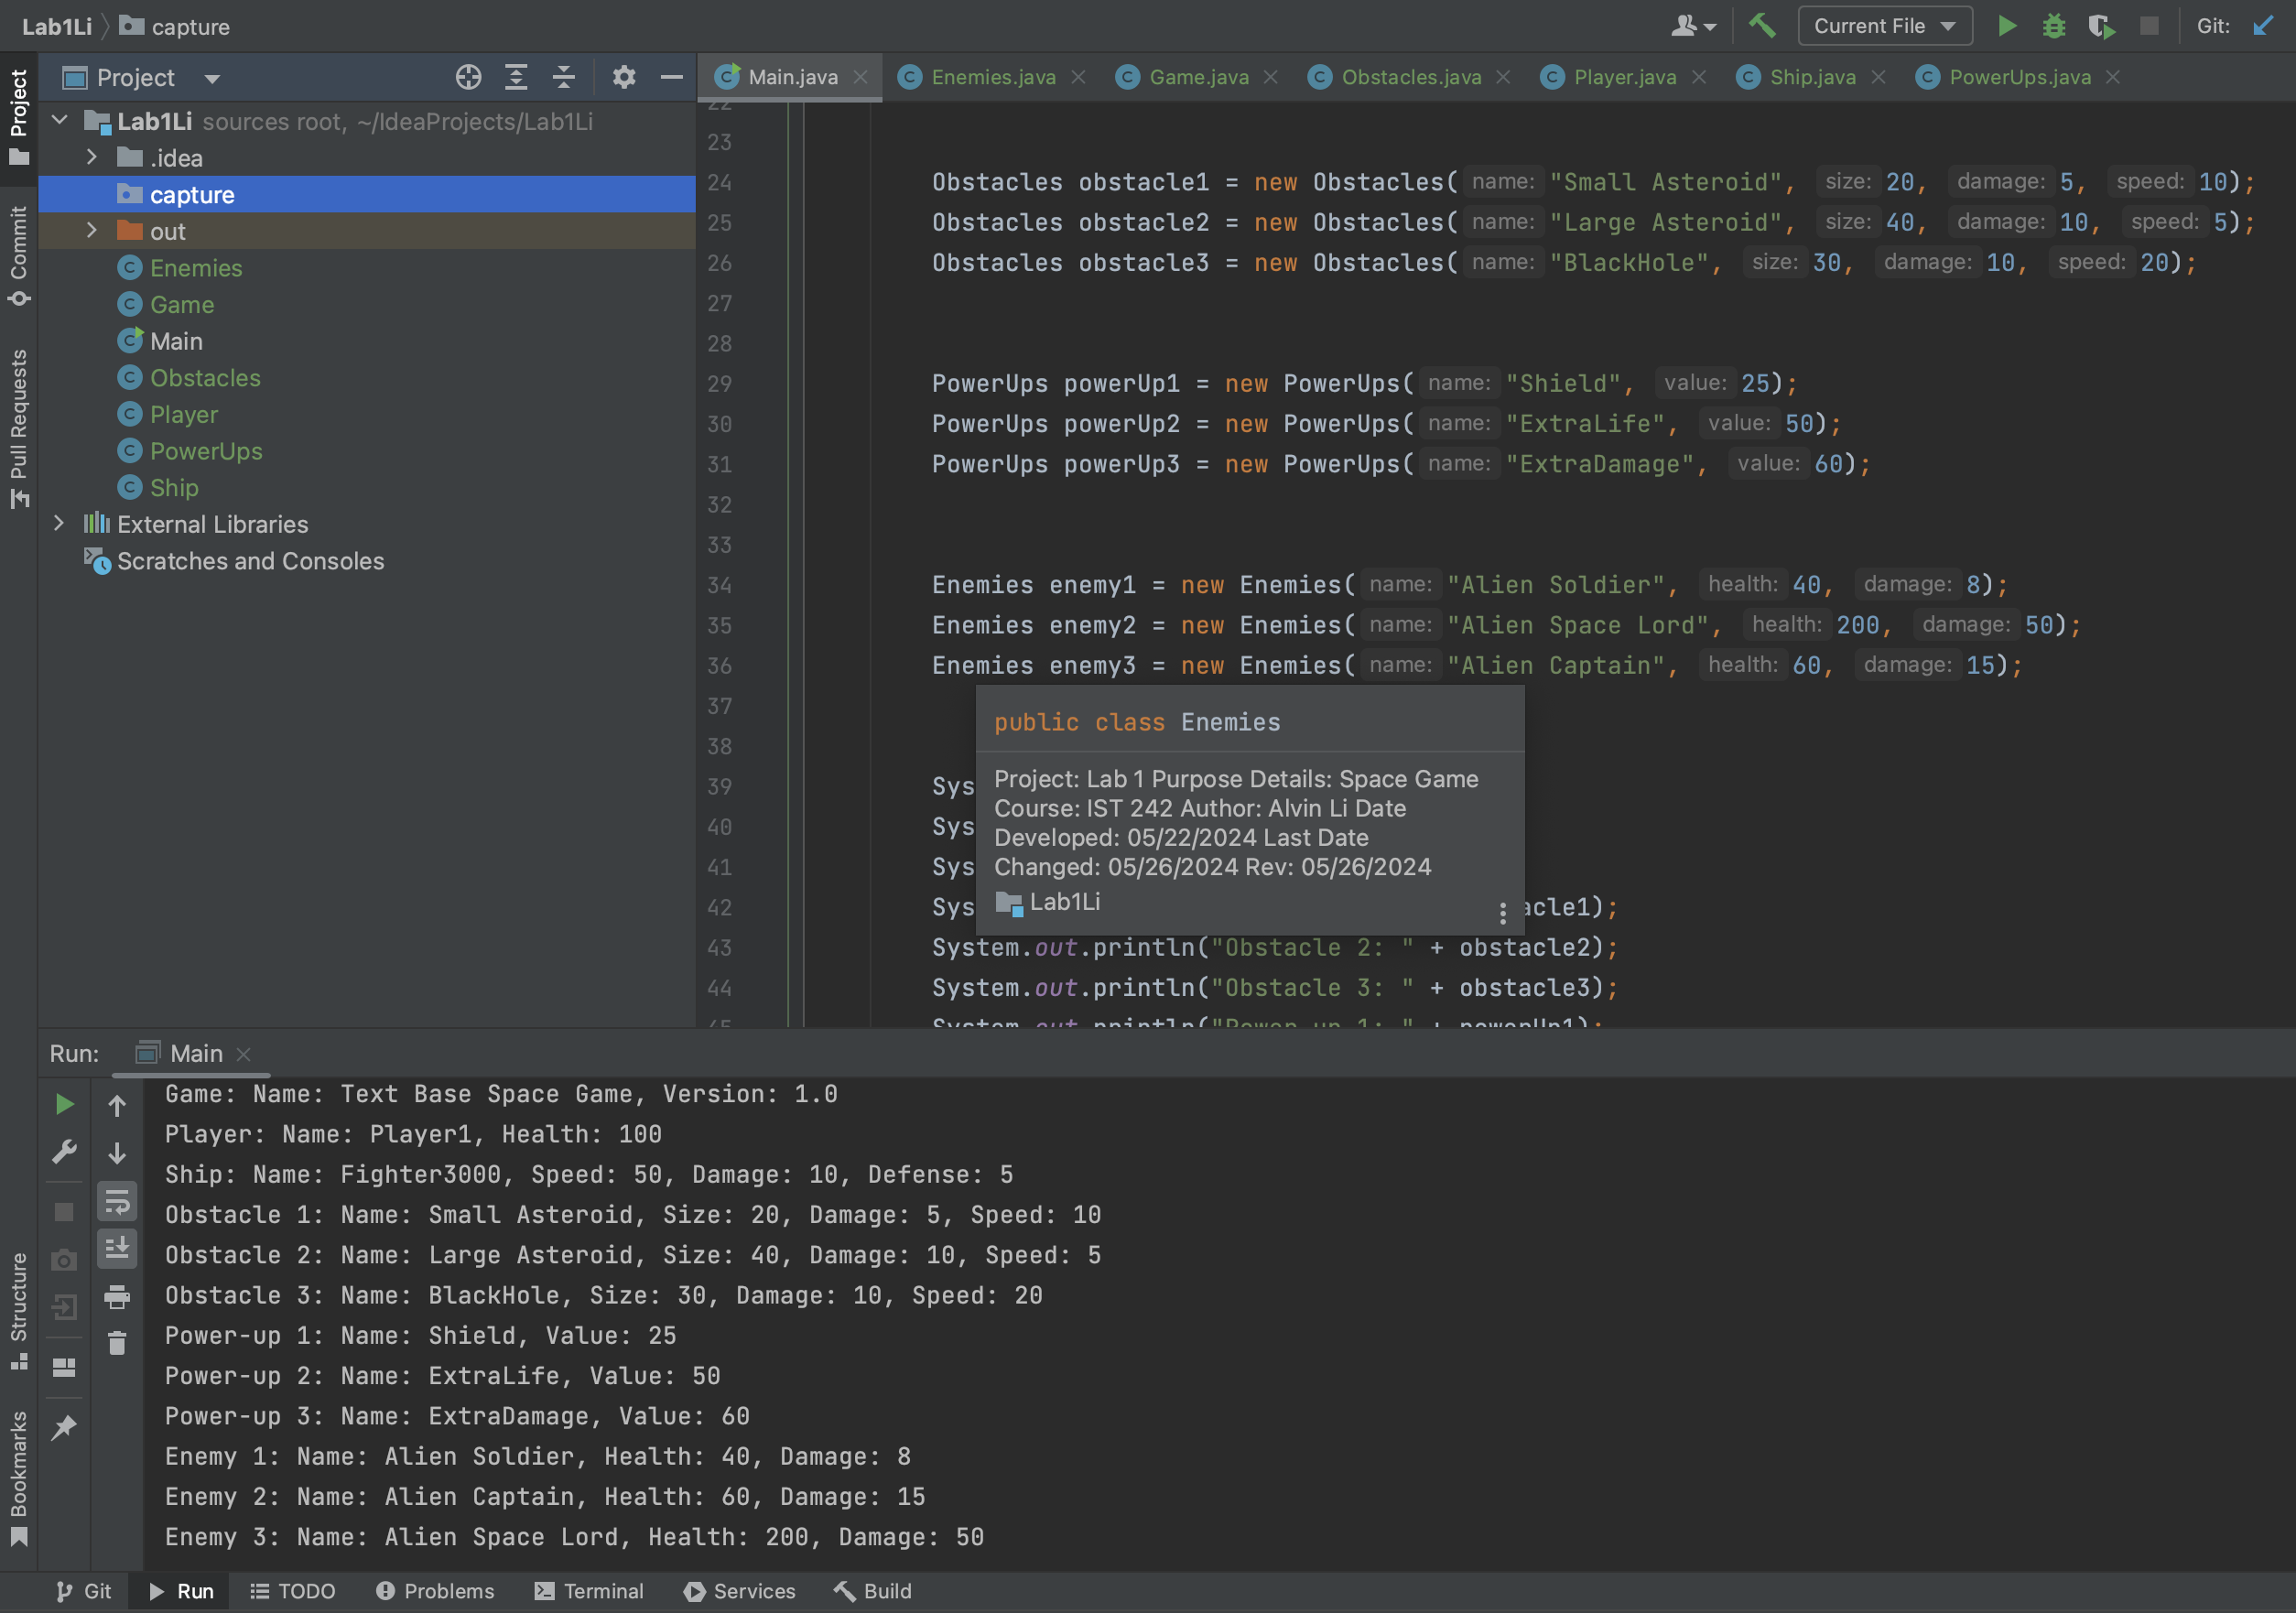 Lab1Li capture Current File Git:
Project
Main.java Enemies.java Game.java Obstacles.java Player.java Ship.java PowerUps.java
Project
Commit
Pull Requests
Structure
Bookmarks
Lab1Li sources root, ~/IdeaProjects/Lab1Li
.idea
capture
out
Enemies
Game
Main
Obstacles
Player
PowerUps
Ship
External Libraries
Scratches and Consoles
22
23
24 Obstacles obstacle1 = new Obstacles( name: "Small Asteroid", size: 20, damage: 5, speed: 10);
25 Obstacles obstacle2 = new Obstacles( name: "Large Asteroid", size: 40, damage: 10, speed: 5);
26 Obstacles obstacle3 = new Obstacles( name: "BlackHole", size: 30, damage: 10, speed: 20);
27
28
29 PowerUps powerUp1 = new PowerUps( name: "Shield", value: 25);
30 PowerUps powerUp2 = new PowerUps( name: "ExtraLife", value: 50);
31 PowerUps powerUp3 = new PowerUps( name: "ExtraDamage", value: 60);
32
33
34 Enemies enemy1 = new Enemies( name: "Alien Soldier", health: 40, damage: 8);
35 Enemies enemy2 = new Enemies( name: "Alien Space Lord", health: 200, damage: 50);
36 Enemies enemy3 = new Enemies( name: "Alien Captain", health: 60, damage: 15);
37
38
39 Sys
40 Sys
41 Sys
42 Sys acle1);
43 System.out.println("Obstacle 2: " + obstacle2);
44 System.out.println("Obstacle 3: " + obstacle3);
45 System.out.println("Power-up 1: " + powerUp1);
public class Enemies
Project: Lab 1 Purpose Details: Space Game
Course: IST 242 Author: Alvin Li Date
Developed: 05/22/2024 Last Date
Changed: 05/26/2024 Rev: 05/26/2024
Lab1Li
Run: Main
Game: Name: Text Base Space Game, Version: 1.0
Player: Name: Player1, Health: 100
Ship: Name: Fighter3000, Speed: 50, Damage: 10, Defense: 5
Obstacle 1: Name: Small Asteroid, Size: 20, Damage: 5, Speed: 10
Obstacle 2: Name: Large Asteroid, Size: 40, Damage: 10, Speed: 5
Obstacle 3: Name: BlackHole, Size: 30, Damage: 10, Speed: 20
Power-up 1: Name: Shield, Value: 25
Power-up 2: Name: ExtraLife, Value: 50
Power-up 3: Name: ExtraDamage, Value: 60
Enemy 1: Name: Alien Soldier, Health: 40, Damage: 8
Enemy 2: Name: Alien Captain, Health: 60, Damage: 15
Enemy 3: Name: Alien Space Lord, Health: 200, Damage: 50
Git Run TODO Problems Terminal Services Build